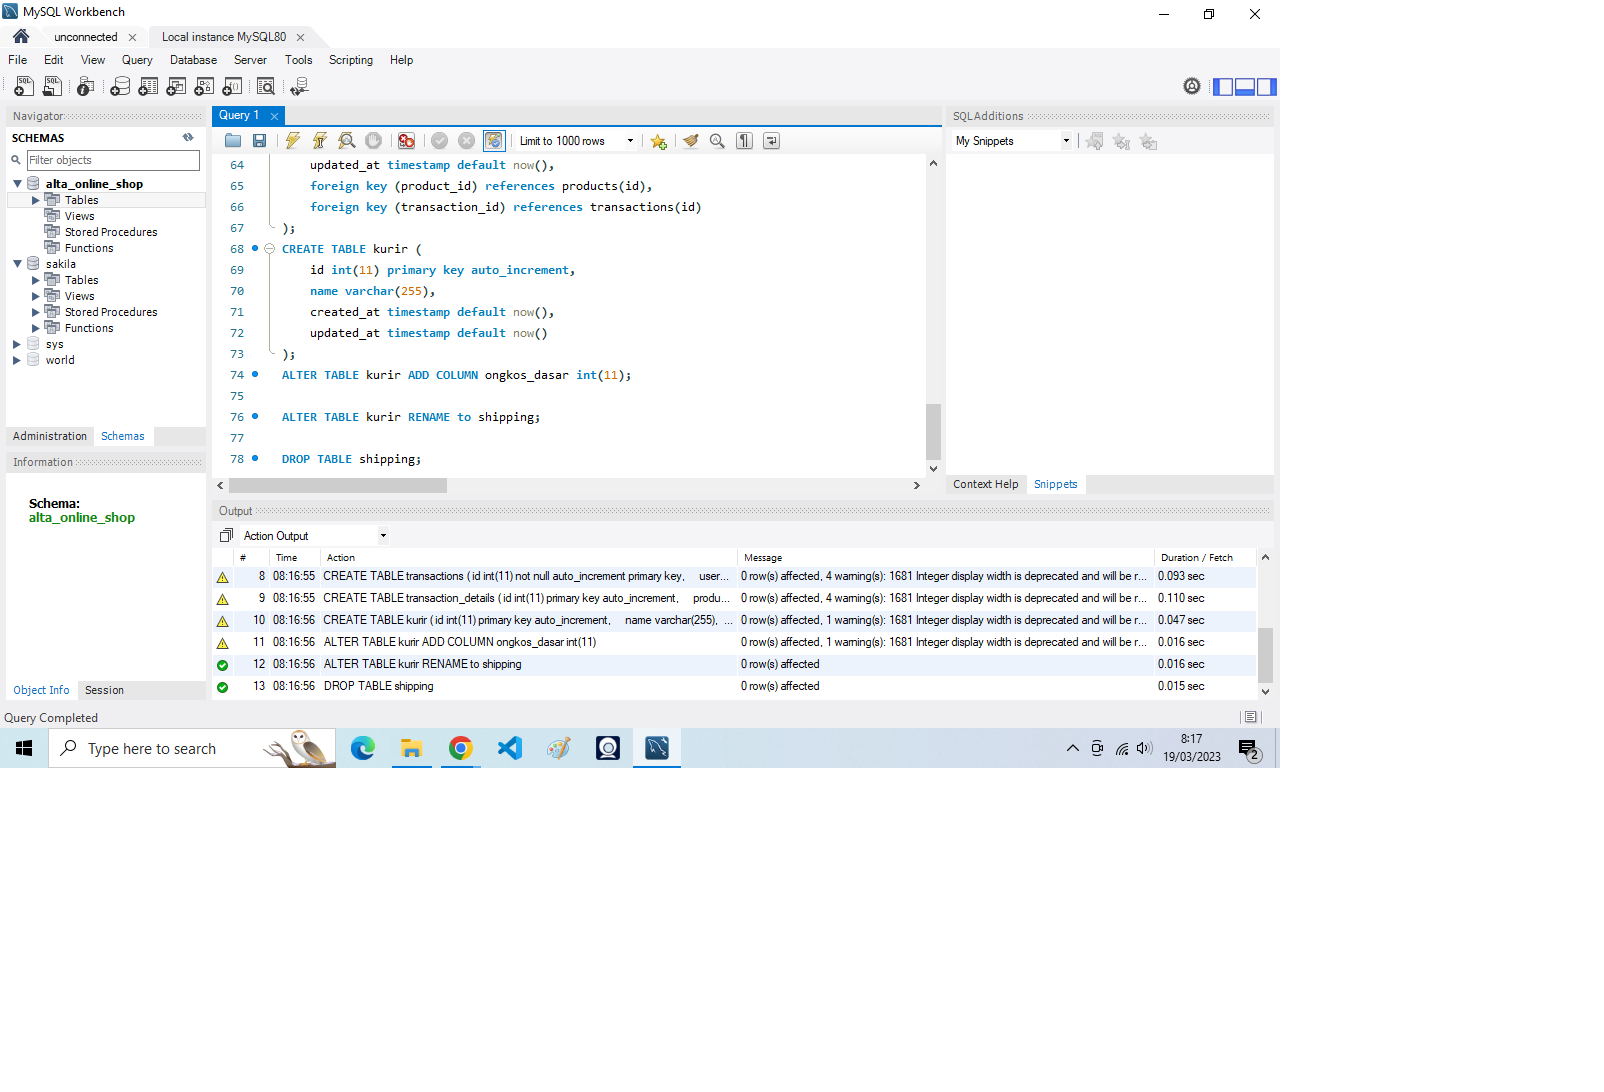 MySQL Workbench
unconnected
Local instance MySQL80
File Edit View Query Database Server Tools Scripting Help
Navigator
SCHEMAS
Filter objects
alta_online_shop
Tables
Views
Stored Procedures
Functions
sakila
Tables
Views
Stored Procedures
Functions
sys
world
Administration Schemas
Information
Schema:
alta_online_shop
Object Info Session
Query Completed
Query 1
Limit to 1000 rows
64 updated_at timestamp default now(),
65 foreign key (product_id) references products(id),
66 foreign key (transaction_id) references transactions(id)
67 );
68 CREATE TABLE kurir (
69 id int(11) primary key auto_increment,
70 name varchar(255),
71 created_at timestamp default now(),
72 updated_at timestamp default now()
73 );
74 ALTER TABLE kurir ADD COLUMN ongkos_dasar int(11);
75
76 ALTER TABLE kurir RENAME to shipping;
77
78 DROP TABLE shipping;
SQLAdditions
My Snippets
Context Help Snippets
Output
Action Output
# Time Action Message Duration / Fetch
8 08:16:55 CREATE TABLE transactions ( id int(11) not null auto_increment primary key, user... 0 row(s) affected, 4 warning(s): 1681 Integer display width is deprecated and will be r... 0.093 sec
9 08:16:55 CREATE TABLE transaction_details ( id int(11) primary key auto_increment, produ... 0 row(s) affected, 4 warning(s): 1681 Integer display width is deprecated and will be r... 0.110 sec
10 08:16:56 CREATE TABLE kurir ( id int(11) primary key auto_increment, name varchar(255), ... 0 row(s) affected, 1 warning(s): 1681 Integer display width is deprecated and will be r... 0.047 sec
11 08:16:56 ALTER TABLE kurir ADD COLUMN ongkos_dasar int(11) 0 row(s) affected, 1 warning(s): 1681 Integer display width is deprecated and will be r... 0.016 sec
12 08:16:56 ALTER TABLE kurir RENAME to shipping 0 row(s) affected 0.016 sec
13 08:16:56 DROP TABLE shipping 0 row(s) affected 0.015 sec
Type here to search
8:17
19/03/2023
2